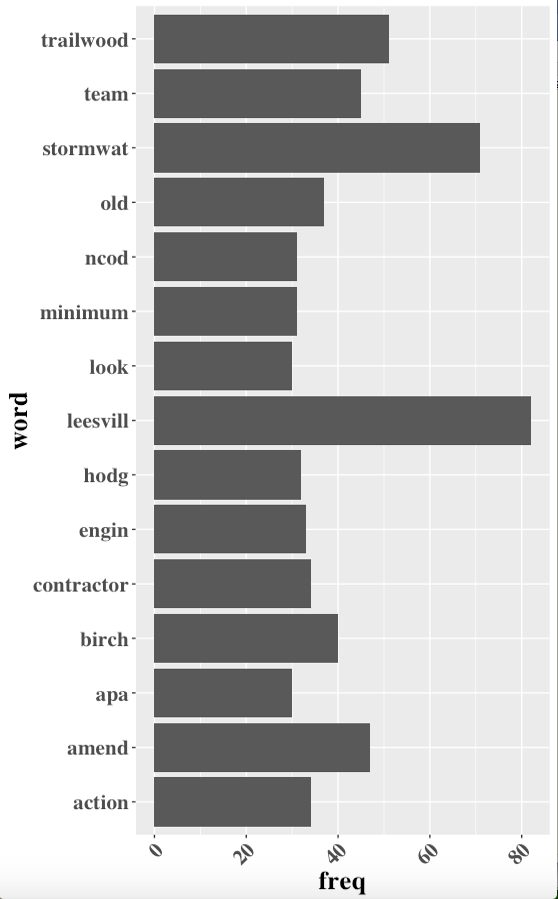 trailwood
team
stormwat
old
ncod
minimum
look
leesvill
hodg
engin
contractor
birch
apa
amend
action
word
0 20 40 60 80
freq